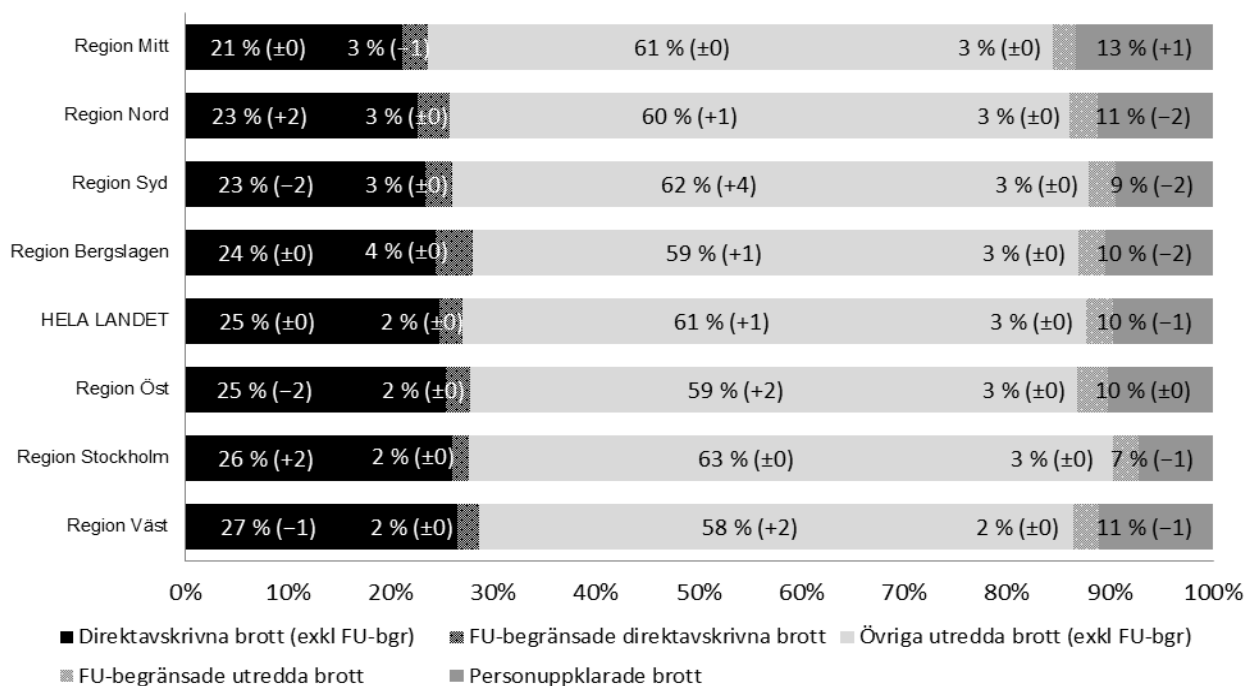 Region Mitt 21 % (±0) 3 % (−1) 61 % (±0) 3 % (±0) 13 % (+1)
Region Nord 23 % (+2) 3 % (±0) 60 % (+1) 3 % (±0) 11 % (−2)
Region Syd 23 % (−2) 3 % (±0) 62 % (+4) 3 % (±0) 9 % (−2)
Region Bergslagen 24 % (±0) 4 % (±0) 59 % (+1) 3 % (±0) 10 % (−2)
HELA LANDET 25 % (±0) 2 % (±0) 61 % (+1) 3 % (±0) 10 % (−1)
Region Öst 25 % (−2) 2 % (±0) 59 % (+2) 3 % (±0) 10 % (±0)
Region Stockholm 26 % (+2) 2 % (±0) 63 % (±0) 3 % (±0) 7 % (−1)
Region Väst 27 % (−1) 2 % (±0) 58 % (+2) 2 % (±0) 11 % (−1)
0% 10% 20% 30% 40% 50% 60% 70% 80% 90% 100%
Direktavskrivna brott (exkl FU-bgr) FU-begränsade direktavskrivna brott Övriga utredda brott (exkl FU-bgr)
FU-begränsade utredda brott Personuppklarade brott